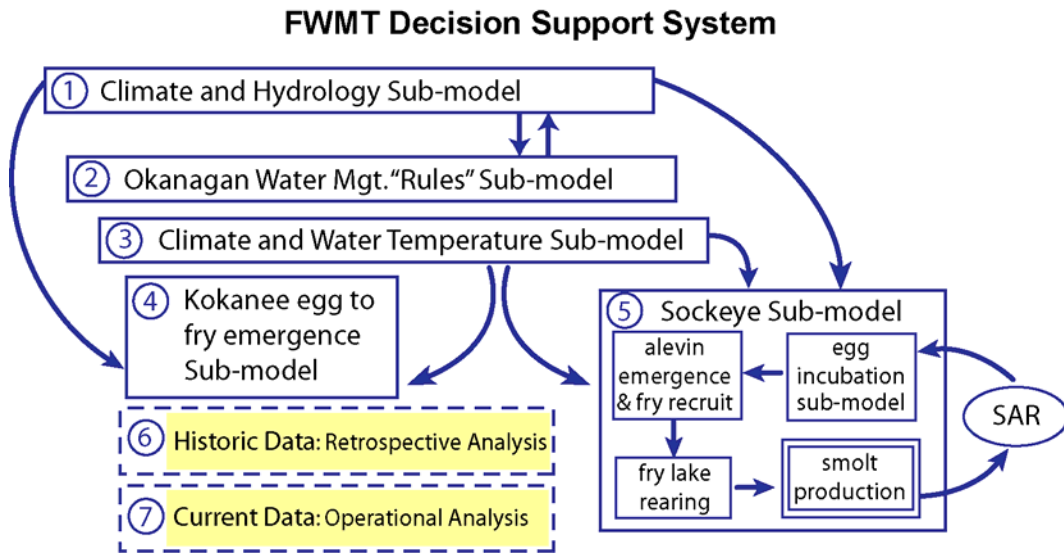 FWMT Decision Support System
1 Climate and Hydrology Sub-model
2 Okanagan Water Mgt."Rules" Sub-model
3 Climate and Water Temperature Sub-model
4 Kokanee egg to
fry emergence
Sub-model
5 Sockeye Sub-model
alevin
emergence
& fry recruit
egg
incubation
sub-model
SAR
fry lake
rearing
smolt
production
6 Historic Data: Retrospective Analysis
7 Current Data: Operational Analysis